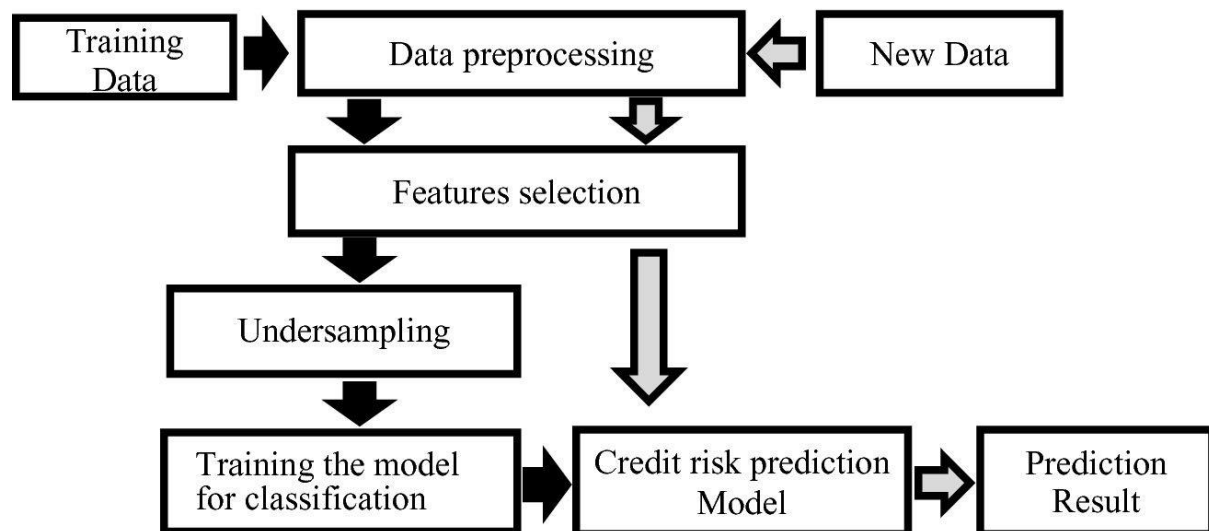 Training
Data
Data preprocessing
New Data
Features selection
Undersampling
Training the model
for classification
Credit risk prediction
Model
Prediction
Result